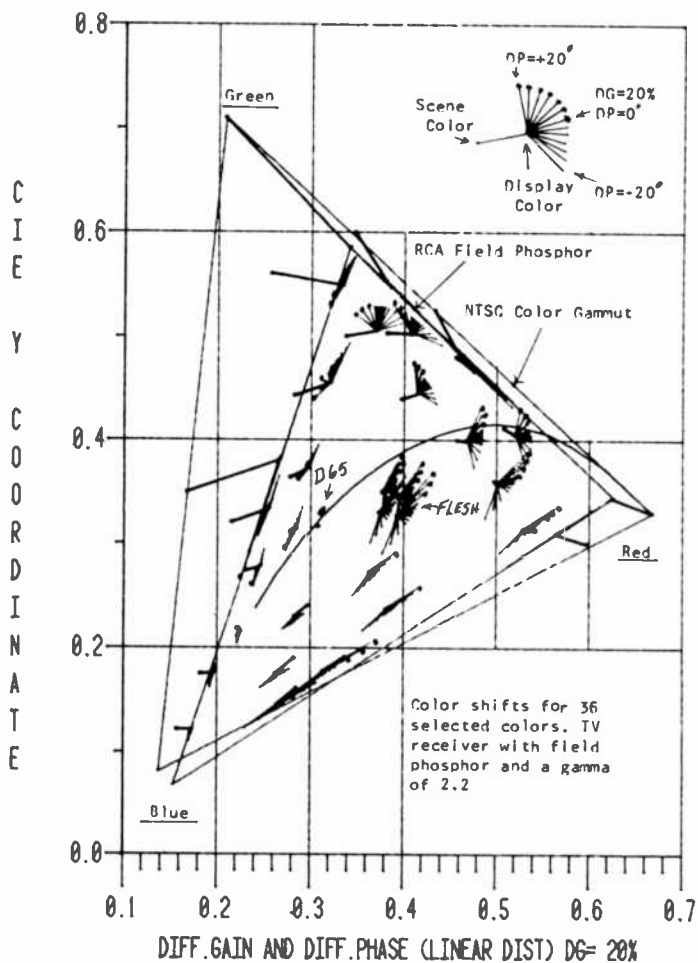 0.8
DP=+20°
Green
DG=20%
DP=0°
Scene
Color
Display
Color
DP=-20°
CIE Y COORDINATE
0.6
RCA Field Phosphor
NTSC Color Gammut
0.4
D65
FLESH
Red
0.2
Color shifts for 36
selected colors. TV
receiver with field
phosphor and a gamma
of 2.2
Blue
0.0
0.1 0.2 0.3 0.4 0.5 0.6 0.7
DIFF.GAIN AND DIFF.PHASE (LINEAR DIST) DG= 20%